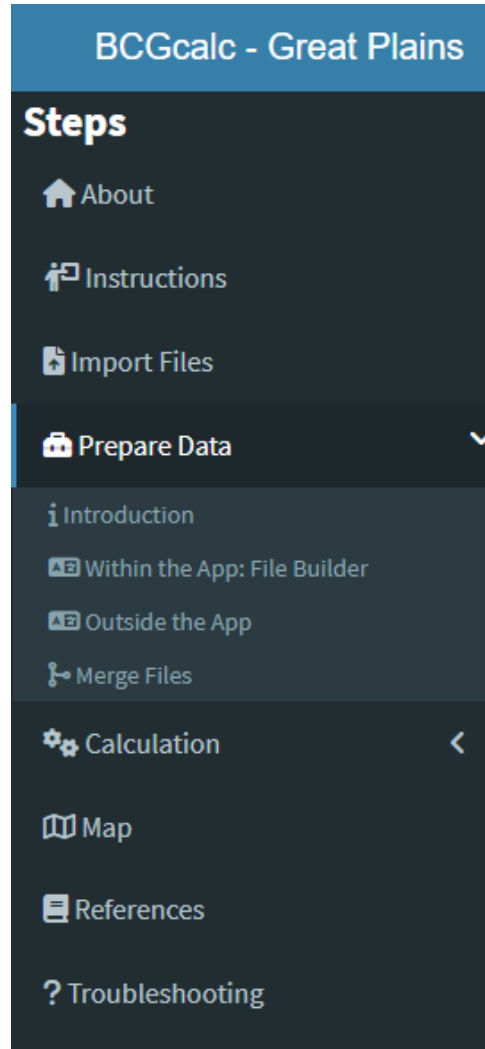 BCGcalc - Great Plains
Steps
About
Instructions
Import Files
Prepare Data
Introduction
Within the App: File Builder
Outside the App
Merge Files
Calculation
Map
References
Troubleshooting